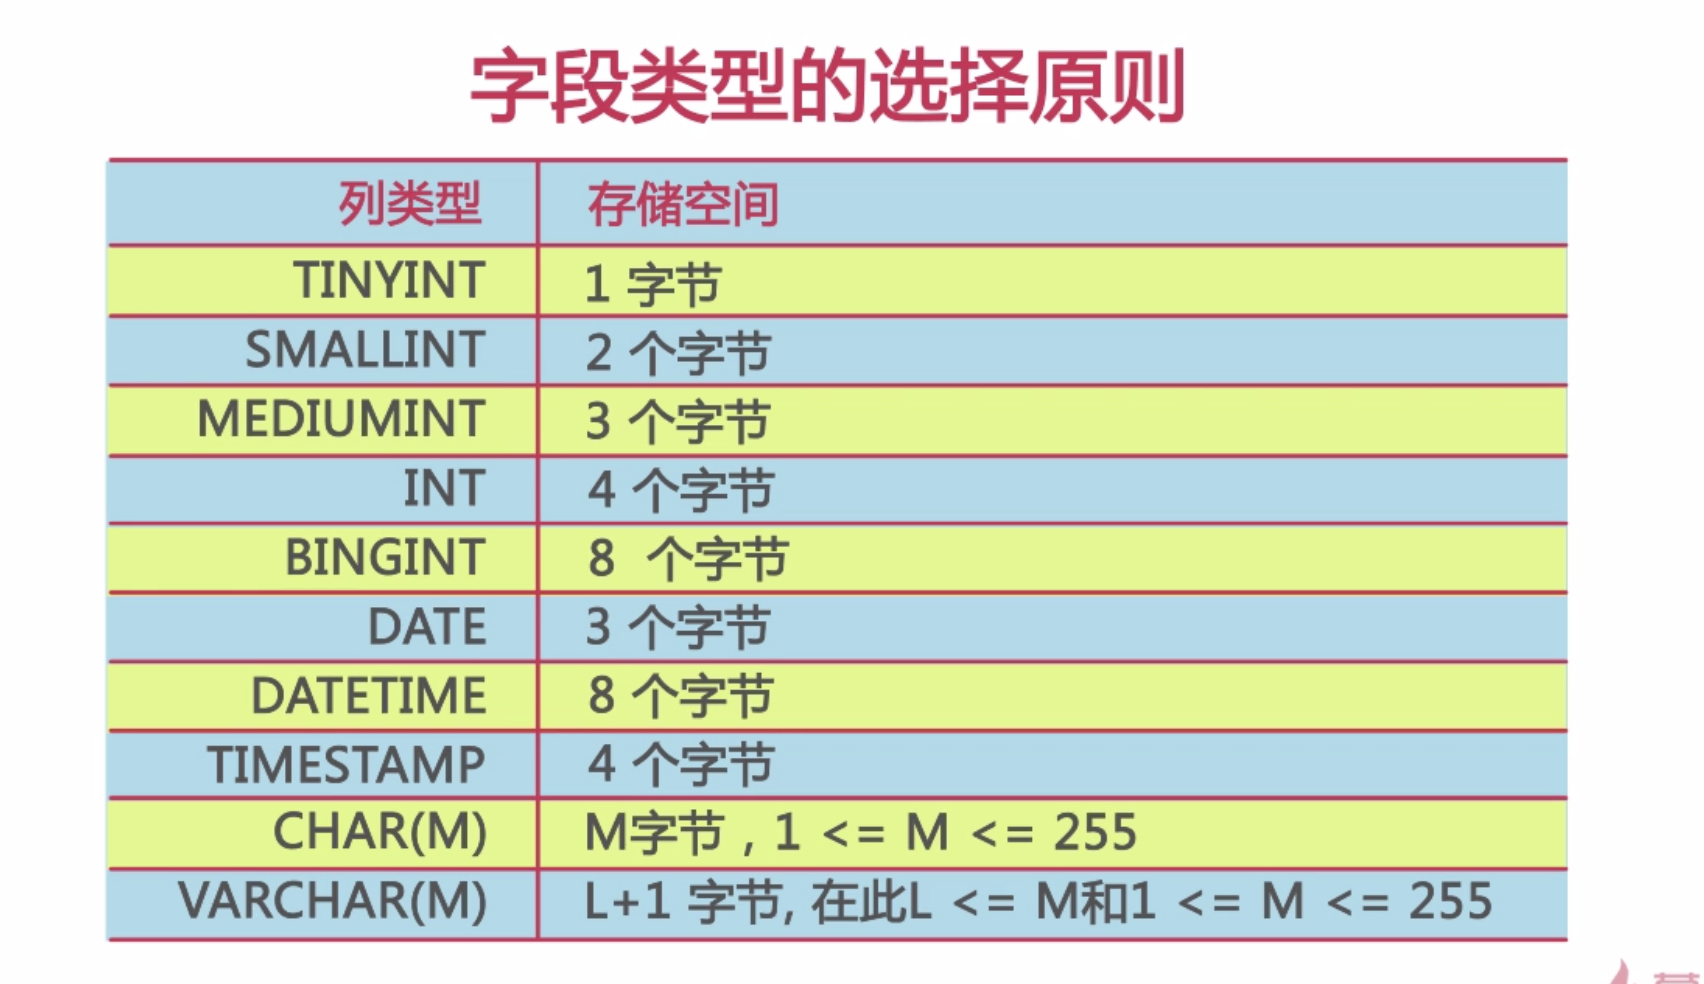 字段类型的选择原则
列类型 存储空间
TINYINT 1 字节
SMALLINT 2 个字节
MEDIUMINT 3 个字节
INT 4 个字节
BINGINT 8 个字节
DATE 3 个字节
DATETIME 8 个字节
TIMESTAMP 4 个字节
CHAR(M) M字节 , 1 <= M <= 255
VARCHAR(M) L+1 字节, 在此L <= M和1 <= M <= 255